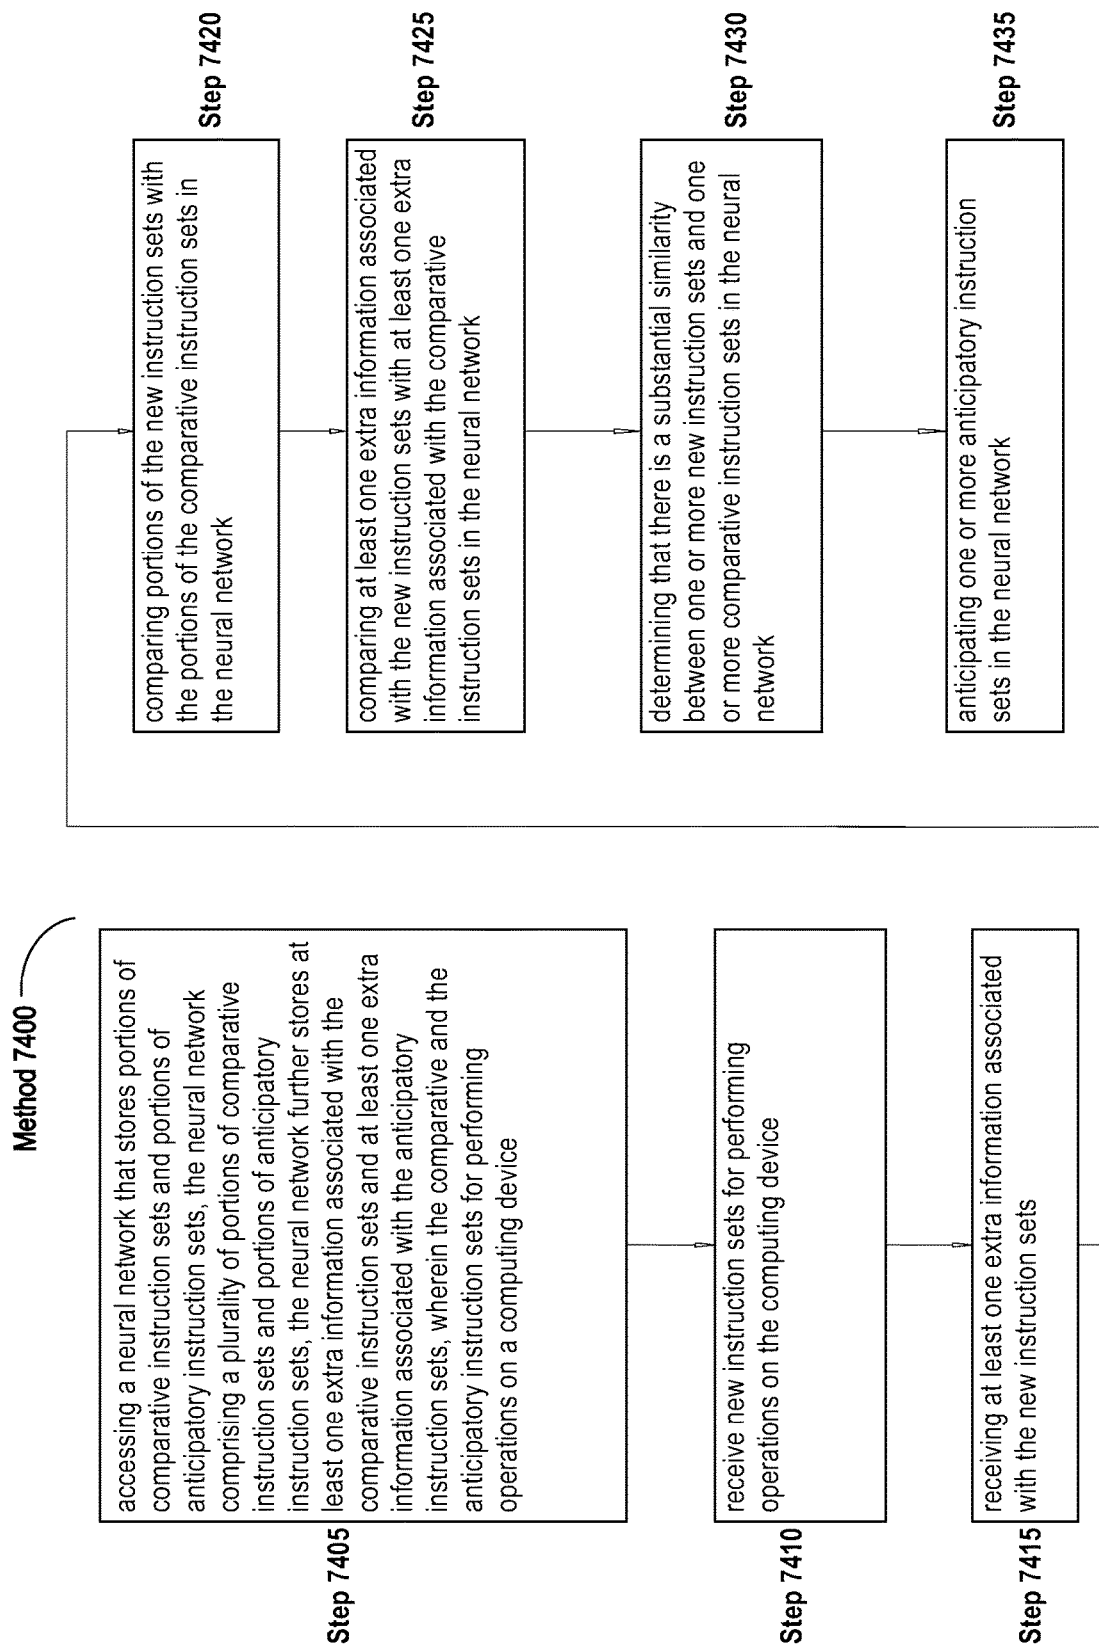 Method 7400
Step 7405
accessing a neural network that stores portions of
comparative instruction sets and portions of
anticipatory instruction sets, the neural network
comprising a plurality of portions of comparative
instruction sets and portions of anticipatory
instruction sets, the neural network further stores at
least one extra information associated with the
comparative instruction sets and at least one extra
information associated with the anticipatory
instruction sets, wherein the comparative and the
anticipatory instruction sets for performing
operations on a computing device
Step 7410
receive new instruction sets for performing
operations on the computing device
Step 7415
receiving at least one extra information associated
with the new instruction sets
Step 7420
comparing portions of the new instruction sets with
the portions of the comparative instruction sets in
the neural network
Step 7425
comparing at least one extra information associated
with the new instruction sets with at least one extra
information associated with the comparative
instruction sets in the neural network
Step 7430
determining that there is a substantial similarity
between one or more new instruction sets and one
or more comparative instruction sets in the neural
network
Step 7435
anticipating one or more anticipatory instruction
sets in the neural network